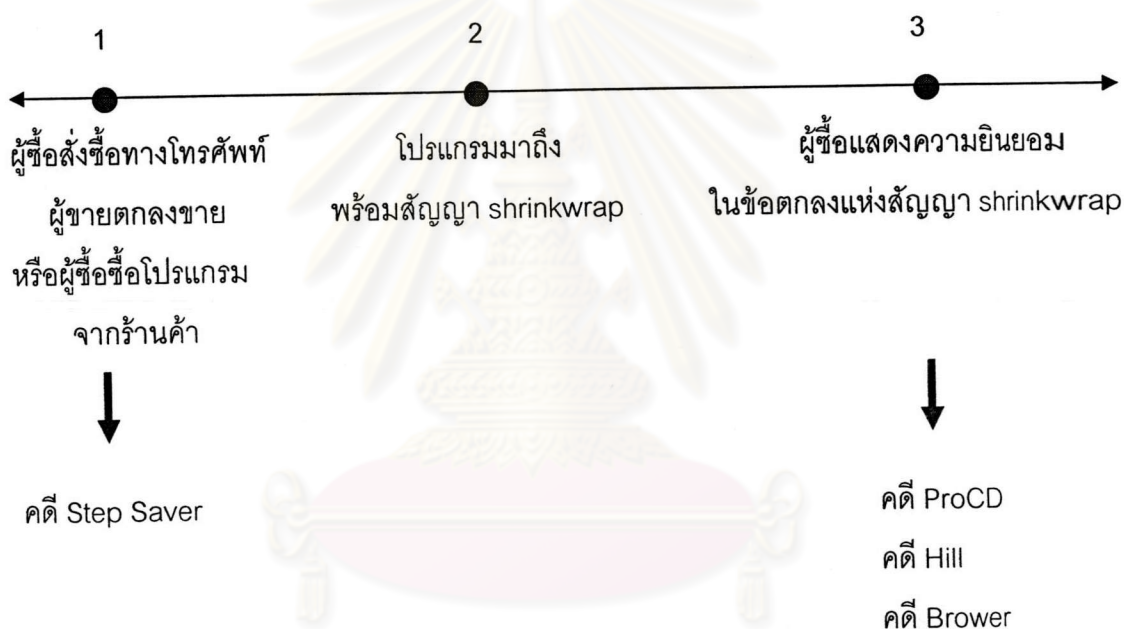 1
2
3
ผู้ซื้อสั่งซื้อทางโทรศัพท์
ผู้ขายตกลงขาย
หรือผู้ซื้อซื้อโปรแกรม
จากร้านค้า
โปรแกรมมาถึง
พร้อมสัญญา shrinkwrap
ผู้ซื้อแสดงความยินยอม
ในข้อตกลงแห่งสัญญา shrinkwrap
คดี Step Saver
คดี ProCD
คดี Hill
คดี Brower